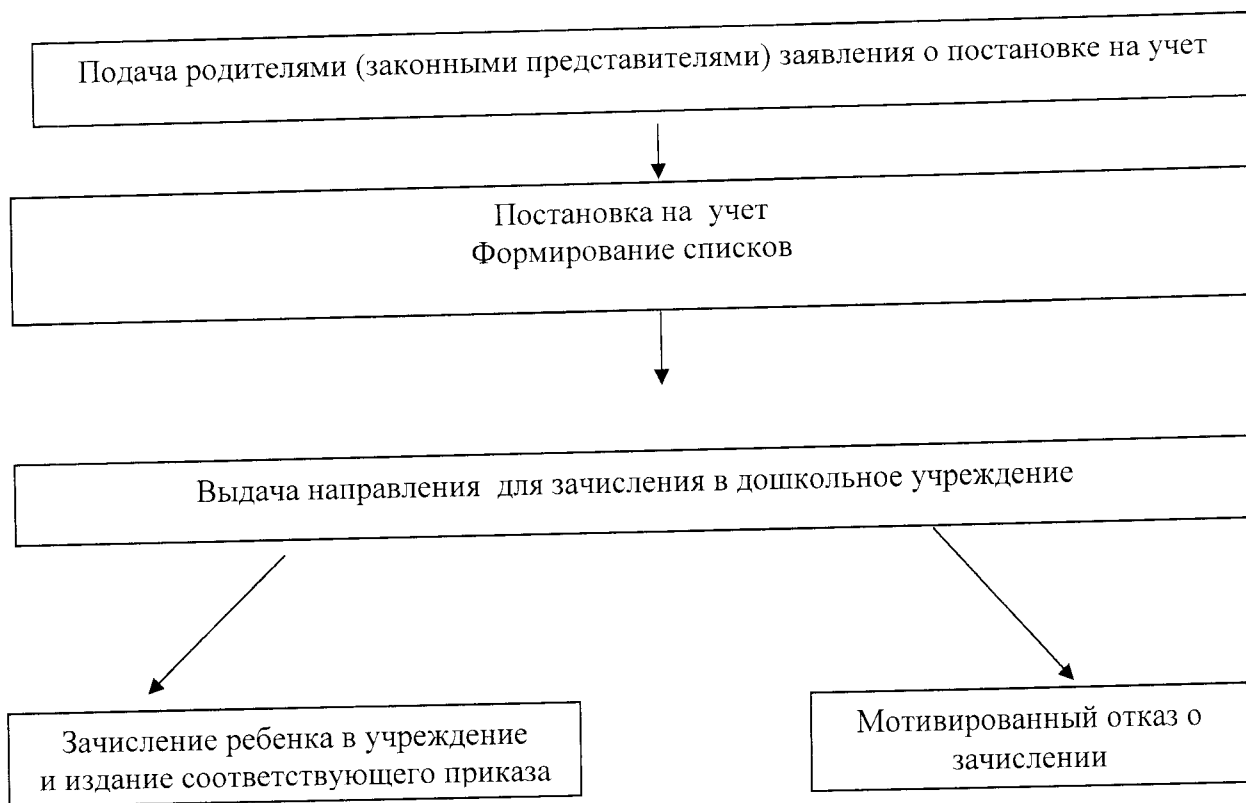 Подача родителями (законными представителями) заявления о постановке на учет
Постановка на учет
Формирование списков
Выдача направления для зачисления в дошкольное учреждение
Зачисление ребенка в учреждение
и издание соответствующего приказа
Мотивированный отказ о
зачислении